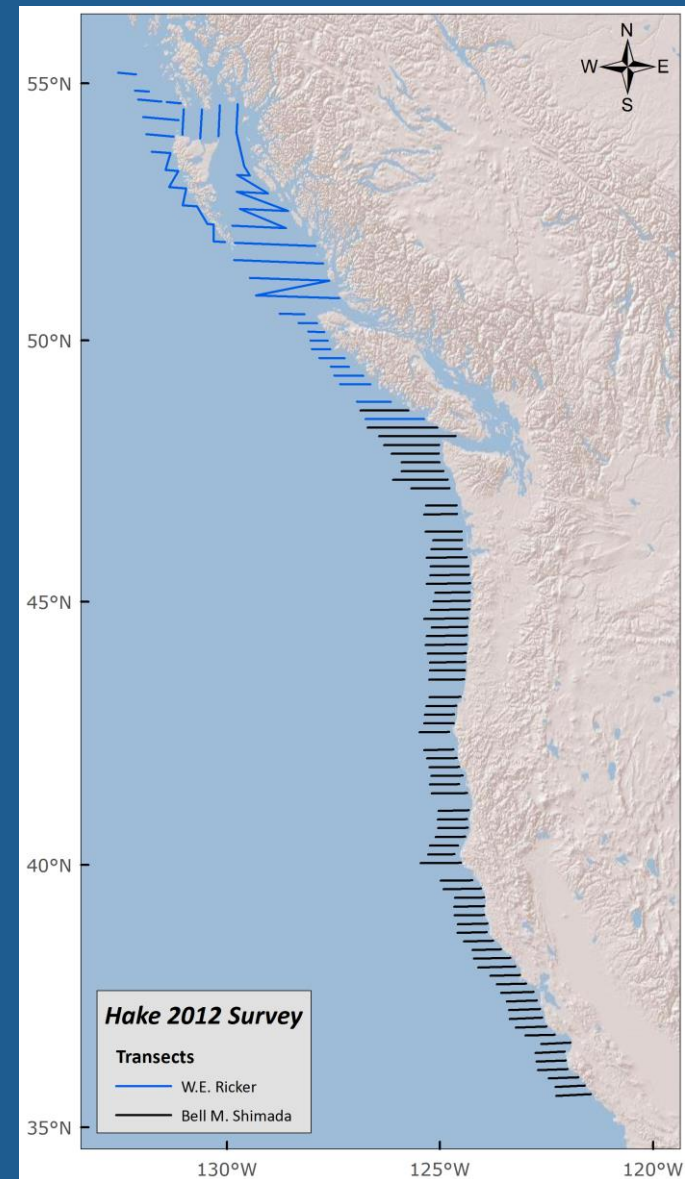 N
W E
S
55°N
50°N
45°N
40°N
35°N
Hake 2012 Survey
Transects
W.E. Ricker
Bell M. Shimada
130°W 125°W 120°W